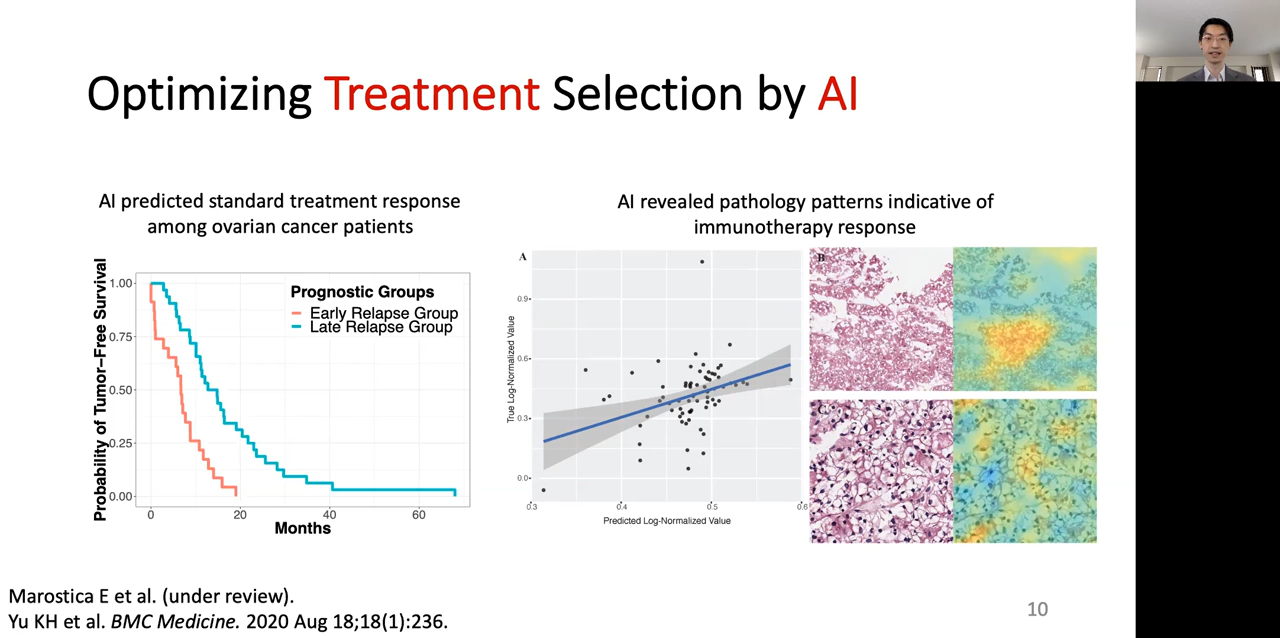 Optimizing Treatment Selection by AI
AI predicted standard treatment response
among ovarian cancer patients
Probability of Tumor–Free Survival
1.00
0.75
0.50
0.25
0.00
Prognostic Groups
Early Relapse Group
Late Relapse Group
0
20
40
60
Months
AI revealed pathology patterns indicative of
immunotherapy response
A
True Log-Normalized Value
0.9
0.6
0.3
0.0
0.3
0.4
0.5
0.6
Predicted Log-Normalized Value
B
C
Marostica E et al. (under review).
Yu KH et al. BMC Medicine. 2020 Aug 18;18(1):236.
10